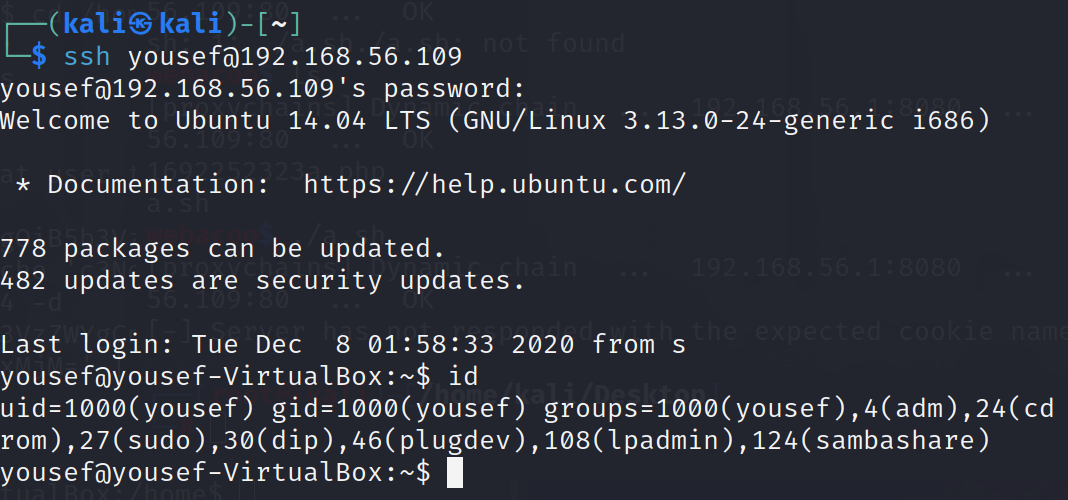 ┌──(kali㉿kali)-[~]
└─$ ssh yousef@192.168.56.109
yousef@192.168.56.109's password:
Welcome to Ubuntu 14.04 LTS (GNU/Linux 3.13.0-24-generic i686)
* Documentation:  https://help.ubuntu.com/
778 packages can be updated.
482 updates are security updates.
Last login: Tue Dec  8 01:58:33 2020 from s
yousef@yousef-VirtualBox:~$ id
uid=1000(yousef) gid=1000(yousef) groups=1000(yousef),4(adm),24(cd
rom),27(sudo),30(dip),46(plugdev),108(lpadmin),124(sambashare)
yousef@yousef-VirtualBox:~$